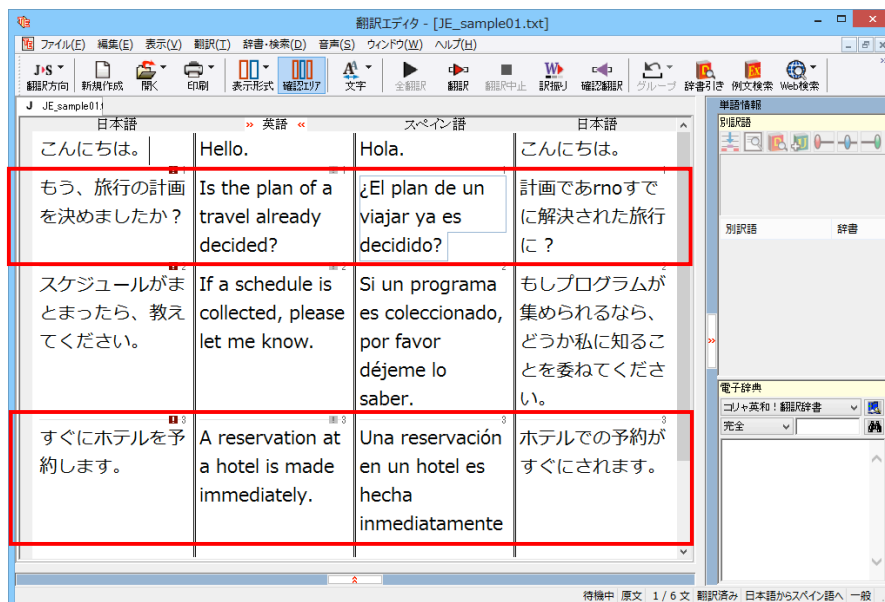 翻訳エディタ - [JE_sample01.txt]
ファイル(F) 編集(E) 表示(V) 翻訳(T) 辞書・検索(D) 音声(S) ウィンドウ(W) ヘルプ(H)
翻訳方向 新規作成 開く 印刷 表示形式 確認エリア 文字 全翻訳 翻訳 翻訳中止 訳振り 確認翻訳 グループ 辞書引き 例文検索 Web検索
J JE_sample01
日本語 » 英語 « スペイン語 日本語
こんにちは。 Hello. Hola. こんにちは。
もう、旅行の計画 Is the plan of a ¿El plan de un 計画であrnoすで
を決めましたか？ travel already viajar ya es に解決された旅行
decided? decidido? に？
スケジュールがま If a schedule is Si un programa もしプログラムが
とまったら、教え collected, please es coleccionado, 集められるなら、
てください。 let me know. por favor どうか私に知るこ
déjeme lo とを委ねてくださ
saber. い。
すぐにホテルを予 A reservation at Una reservación ホテルでの予約が
約します。 a hotel is made en un hotel es すぐにされます。
immediately. hecha
inmediatamente
単語情報
別訳語
別訳語 辞書
電子辞典
コリャ英和！翻訳辞書
完全
待機中 原文 1 / 6 文 翻訳済み 日本語からスペイン語へ 一般